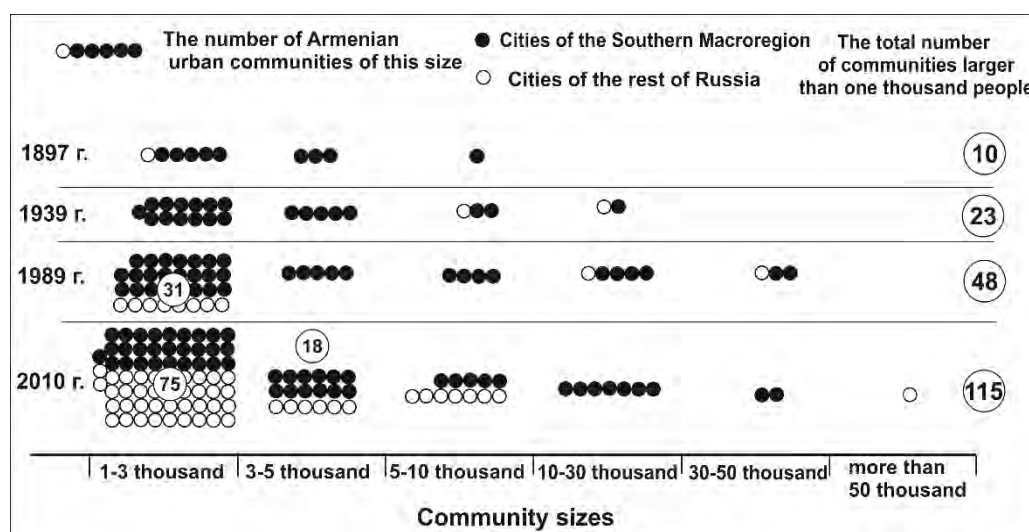 The number of Armenian
urban communities of this size
Cities of the Southern Macroregion
Cities of the rest of Russia
The total number
of communities larger
than one thousand people
1897 г.
10
1939 г.
23
1989 г.
31
48
2010 г.
75
18
115
1-3 thousand
3-5 thousand
5-10 thousand
10-30 thousand
30-50 thousand
more than
50 thousand
Community sizes